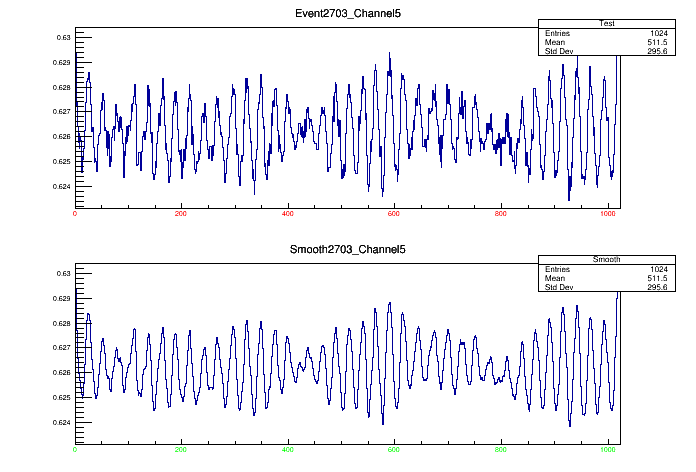 Event2703_Channel5
Test
Entries 1024
Mean 511.5
Std Dev 295.6
0.63
0.629
0.628
0.627
0.626
0.625
0.624
0 200 400 600 800 1000
Smooth2703_Channel5
Smooth
Entries 1024
Mean 511.5
Std Dev 295.6
0.63
0.629
0.628
0.627
0.626
0.625
0.624
0 200 400 600 800 1000